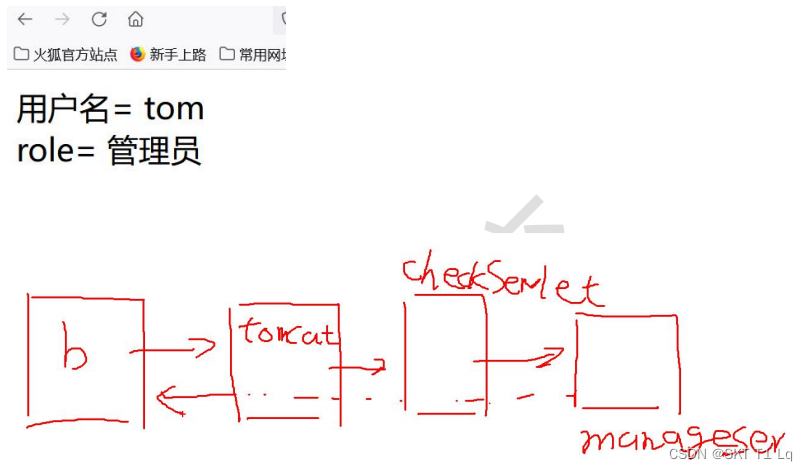 火狐官方站点 新手上路 常用网址
用户名= tom
role= 管理员
checkServlet
b
tomcat
manageser
CSDN @SKT T1 Lq